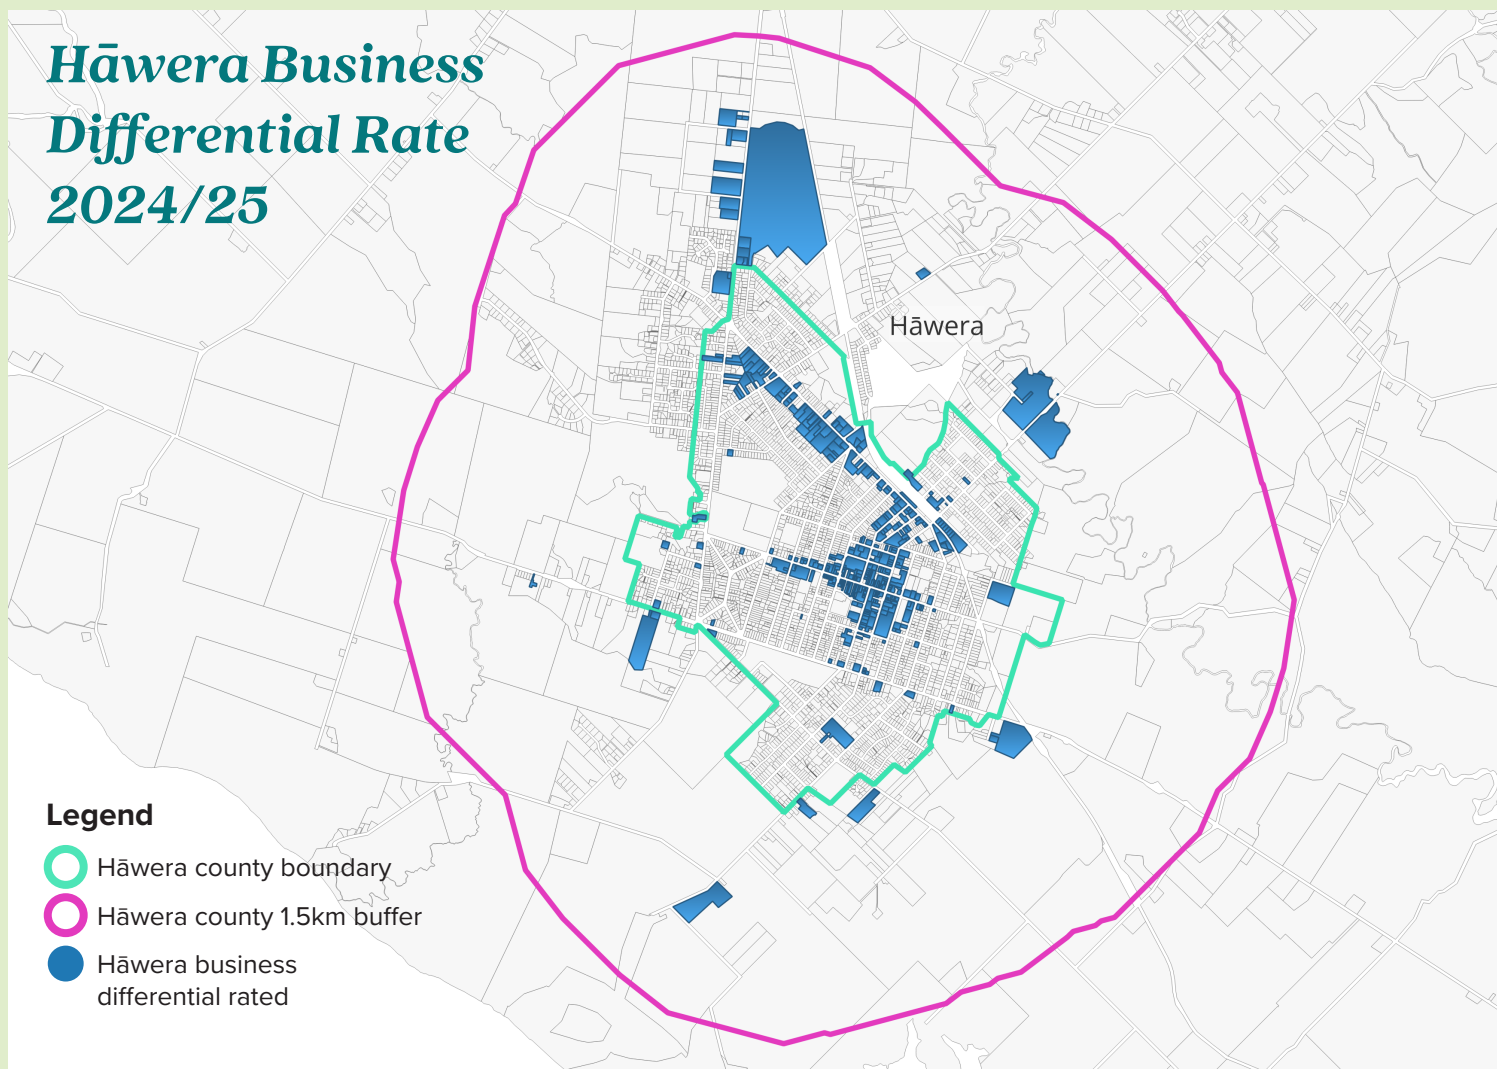 Hāwera Business
Differential Rate
2024/25
Hāwera
Legend
Hāwera county boundary
Hāwera county 1.5km buffer
Hāwera business
differential rated